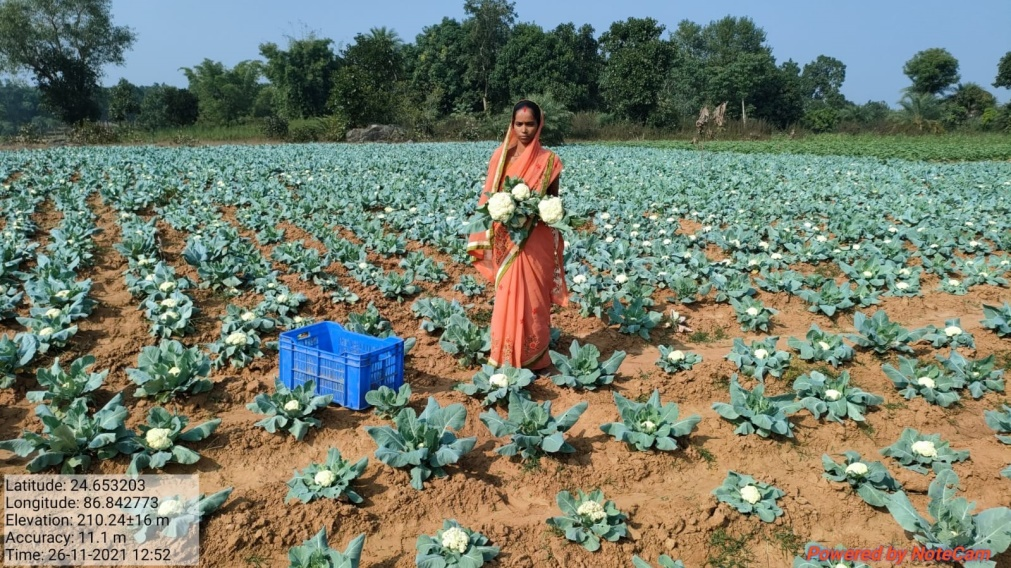 Latitude: 24.653203
Longitude: 86.842773
Elevation: 210.24±16 m
Accuracy: 11.1 m
Time: 26-11-2021 12:52
Powered by NoteCam